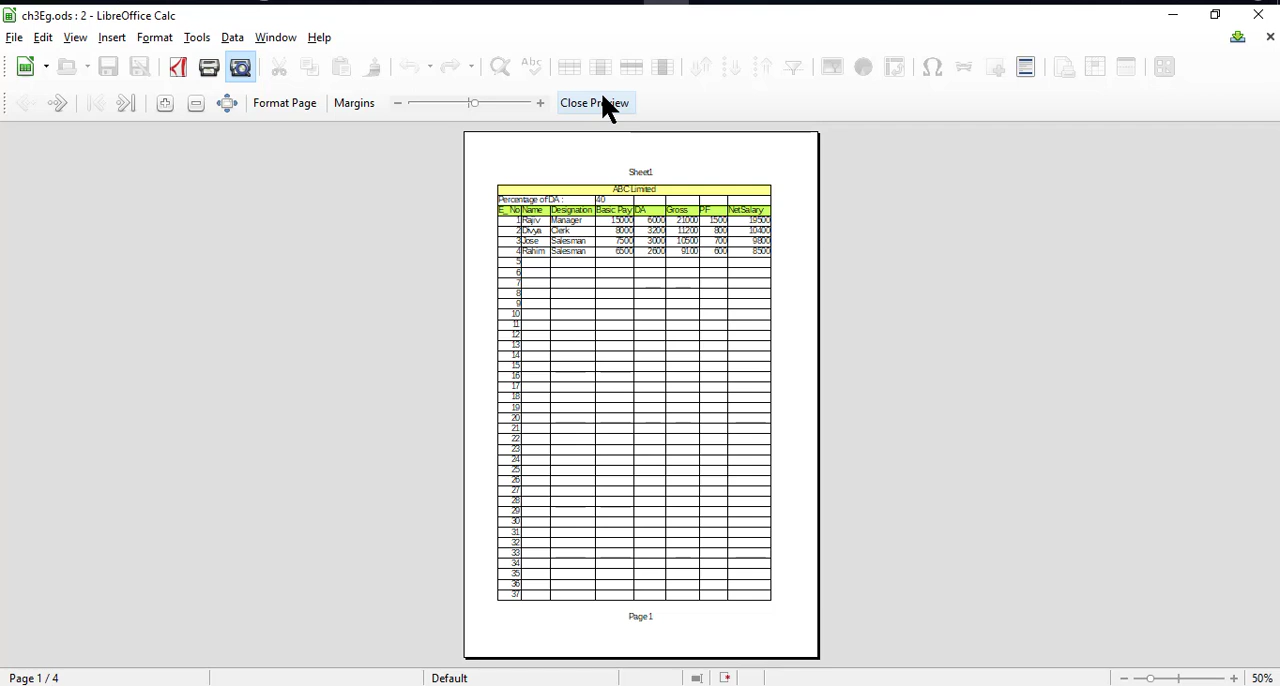 ch3Eg.ods : 2 - LibreOffice Calc
File Edit View Insert Format Tools Data Window Help
Format Page Margins Close Preview
Sheet1
ABC Limited
Percentage of DA : 40
E_No Name Designation Basic Pay DA Gross PF NetSalary
1 Rajiv Manager 15000 6000 21000 1500 19500
2 Divya Clerk 8000 3200 11200 800 10400
3 Jose Salesman 7500 3000 10500 700 9800
4 Rahim Salesman 6500 2600 9100 600 8500
5
6
7
8
9
10
11
12
13
14
15
16
17
18
19
20
21
22
23
24
25
26
27
28
29
30
31
32
33
34
35
36
37
Page 1
Page 1 / 4 Default 50%